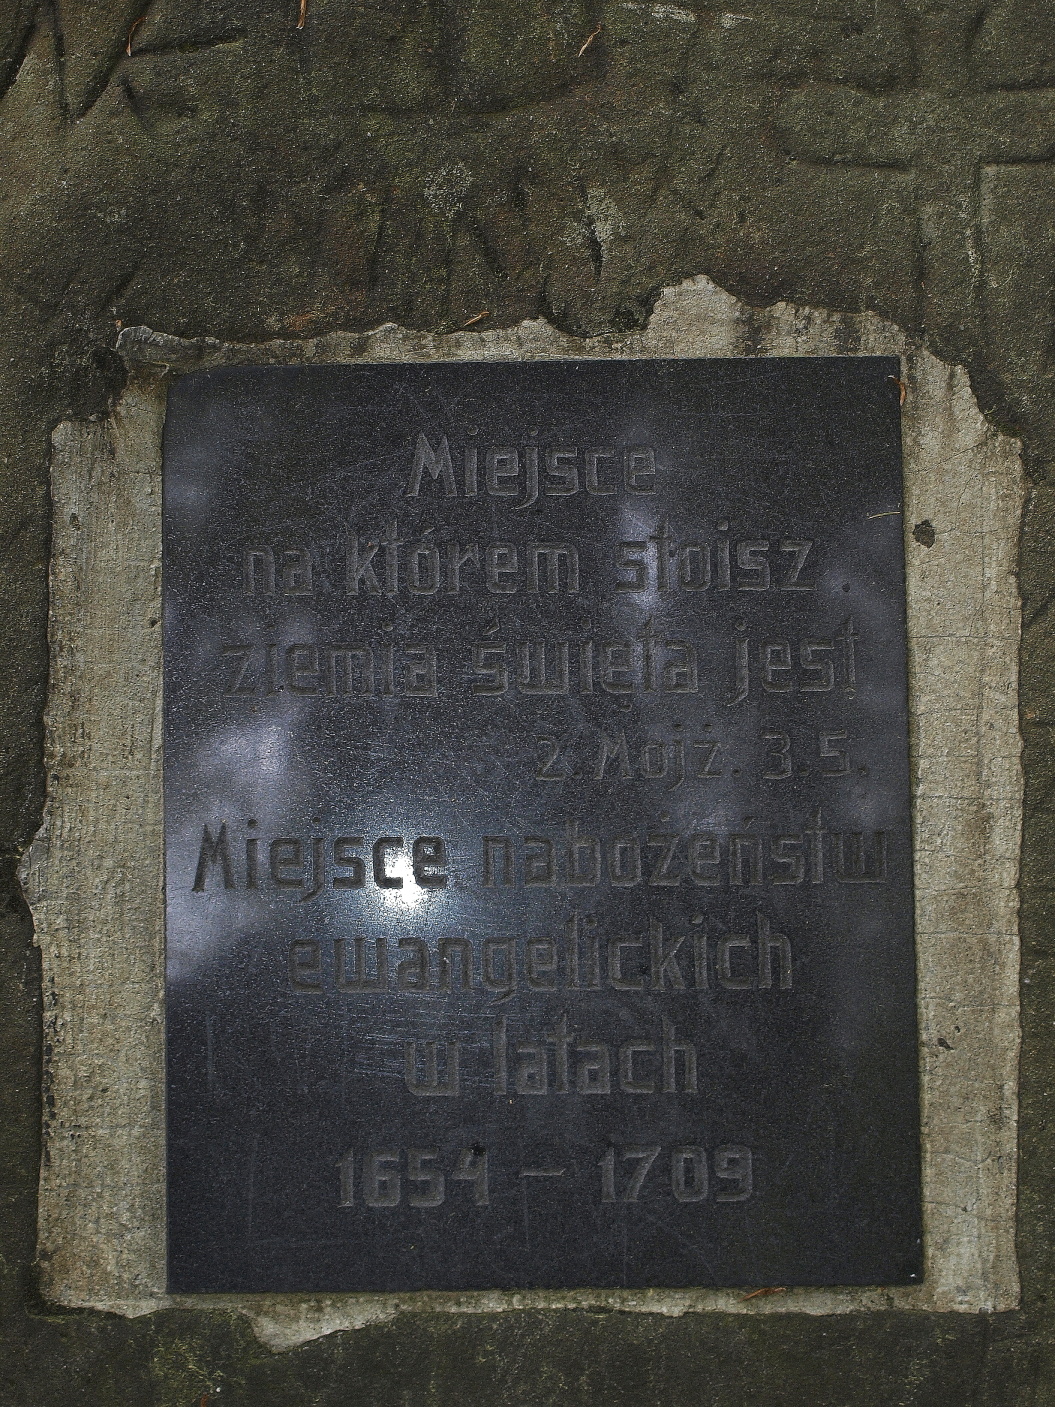 Miejsce
na którem stoisz
ziemia święta jest
2. Mojż. 3.5.
Miejsce nabożeństw
ewangelickich
w latach
1654 – 1709